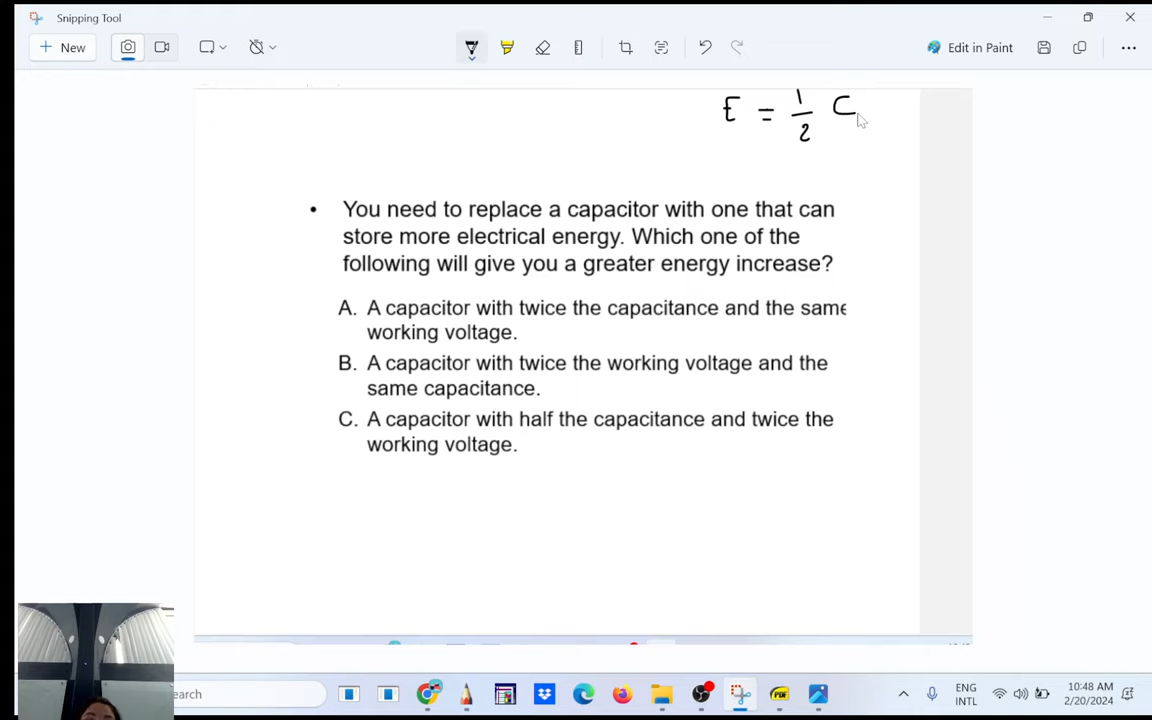 Snipping Tool
New
Edit in Paint
E = 1/2 C
• You need to replace a capacitor with one that can
store more electrical energy. Which one of the
following will give you a greater energy increase?
A. A capacitor with twice the capacitance and the same
working voltage.
B. A capacitor with twice the working voltage and the
same capacitance.
C. A capacitor with half the capacitance and twice the
working voltage.
earch
PDF
ENG
INTL
10:48 AM
2/20/2024